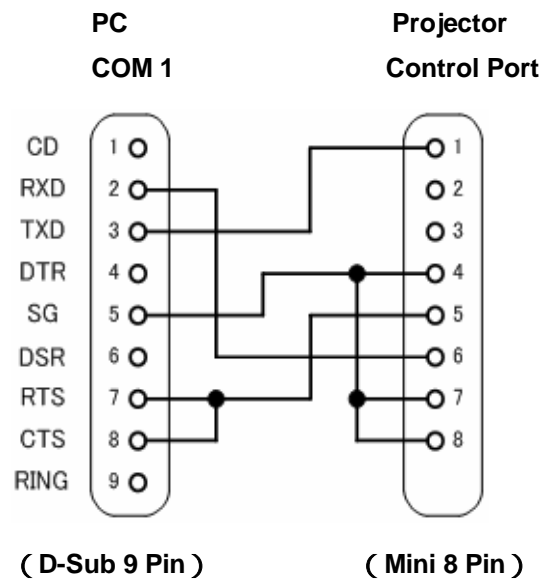 PC Projector
COM 1 Control Port
CD 1 1
RXD 2 2
TXD 3 3
DTR 4 4
SG 5 5
DSR 6 6
RTS 7 7
CTS 8 8
RING 9
( D-Sub 9 Pin ) ( Mini 8 Pin )